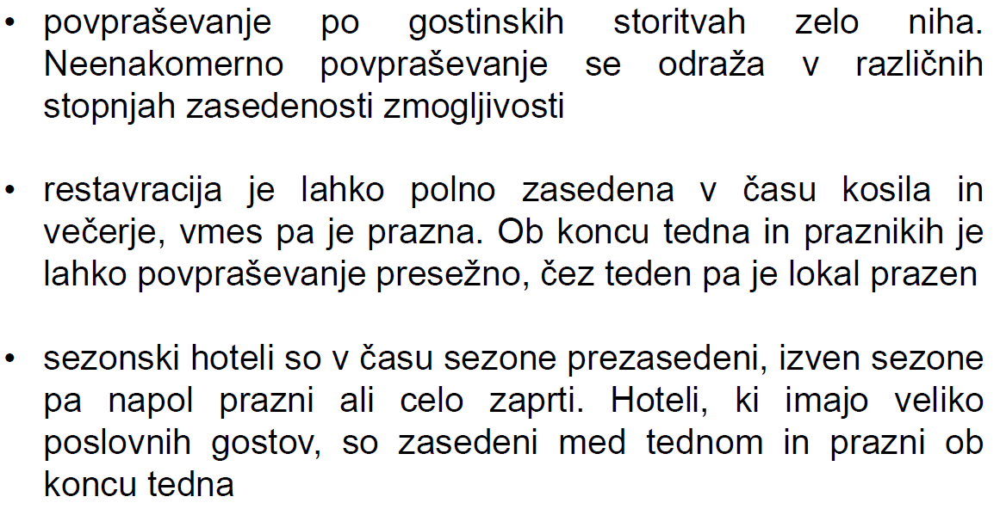 • povpraševanje po gostinskih storitvah zelo niha.
Neenakomerno povpraševanje se odraža v različnih
stopnjah zasedenosti zmogljivosti
• restavracija je lahko polno zasedena v času kosila in
večerje, vmes pa je prazna. Ob koncu tedna in praznikih je
lahko povpraševanje presežno, čez teden pa je lokal prazen
• sezonski hoteli so v času sezone prezasedeni, izven sezone
pa napol prazni ali celo zaprti. Hoteli, ki imajo veliko
poslovnih gostov, so zasedeni med tednom in prazni ob
koncu tedna